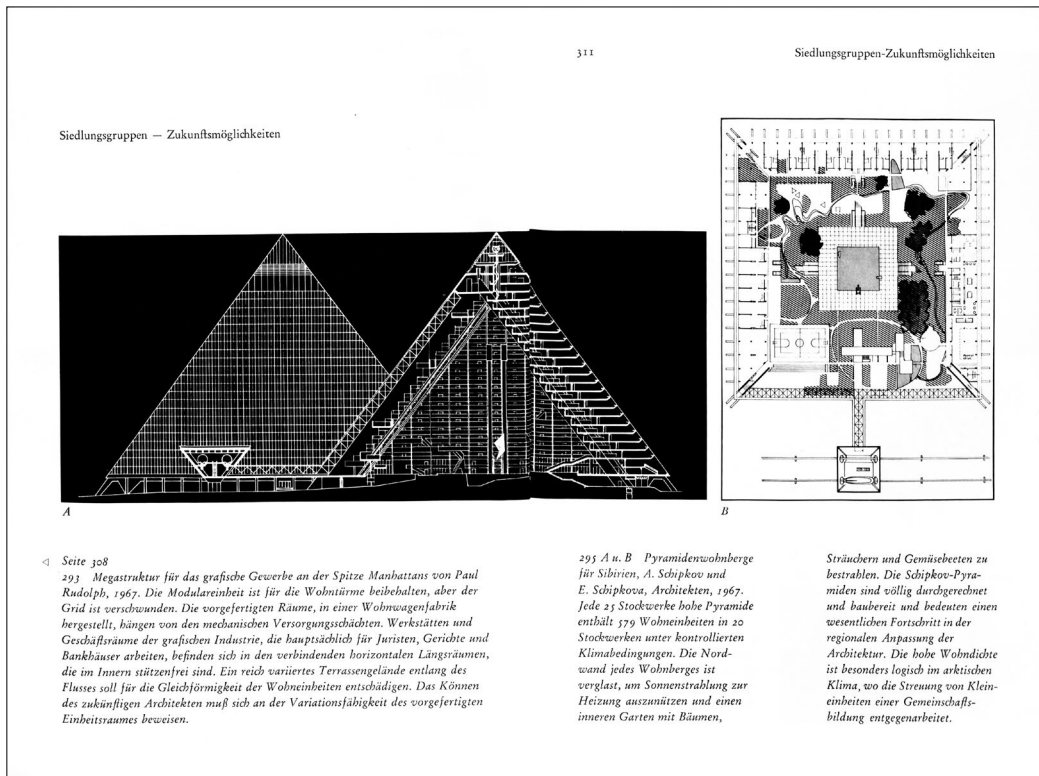 311
Siedlungsgruppen-Zukunftsmöglichkeiten
Siedlungsgruppen — Zukunftsmöglichkeiten
A
B
◁ Seite 308
293 Megastruktur für das grafische Gewerbe an der Spitze Manhattans von Paul
Rudolph, 1967. Die Modulareinheit ist für die Wohntürme beibehalten, aber der
Grid ist verschwunden. Die vorgefertigten Räume, in einer Wohnwagenfabrik
hergestellt, hängen von den mechanischen Versorgungsschächten. Werkstätten und
Geschäftsräume der grafischen Industrie, die hauptsächlich für Juristen, Gerichte und
Bankhäuser arbeiten, befinden sich in den verbindenden horizontalen Längsräumen,
die im Innern stützenfrei sind. Ein reich variiertes Terrassengelände entlang des
Flusses soll für die Gleichförmigkeit der Wohneinheiten entschädigen. Das Können
des zukünftigen Architekten muß sich an der Variationsfähigkeit des vorgefertigten
Einheitsraumes beweisen.
295 A u. B Pyramidenwohnberge
für Sibirien, A. Schipkov und
E. Schipkova, Architekten, 1967.
Jede 25 Stockwerke hohe Pyramide
enthält 579 Wohneinheiten in 20
Stockwerken unter kontrollierten
Klimabedingungen. Die Nord-
wand jedes Wohnberges ist
verglast, um Sonnenstrahlung zur
Heizung auszunützen und einen
inneren Garten mit Bäumen,
Sträuchern und Gemüsebeeten zu
bestrahlen. Die Schipkov-Pyra-
miden sind völlig durchgerechnet
und baubereit und bedeuten einen
wesentlichen Fortschritt in der
regionalen Anpassung der
Architektur. Die hohe Wohndichte
ist besonders logisch im arktischen
Klima, wo die Streuung von Klein-
einheiten einer Gemeinschafts-
bildung entgegenarbeitet.